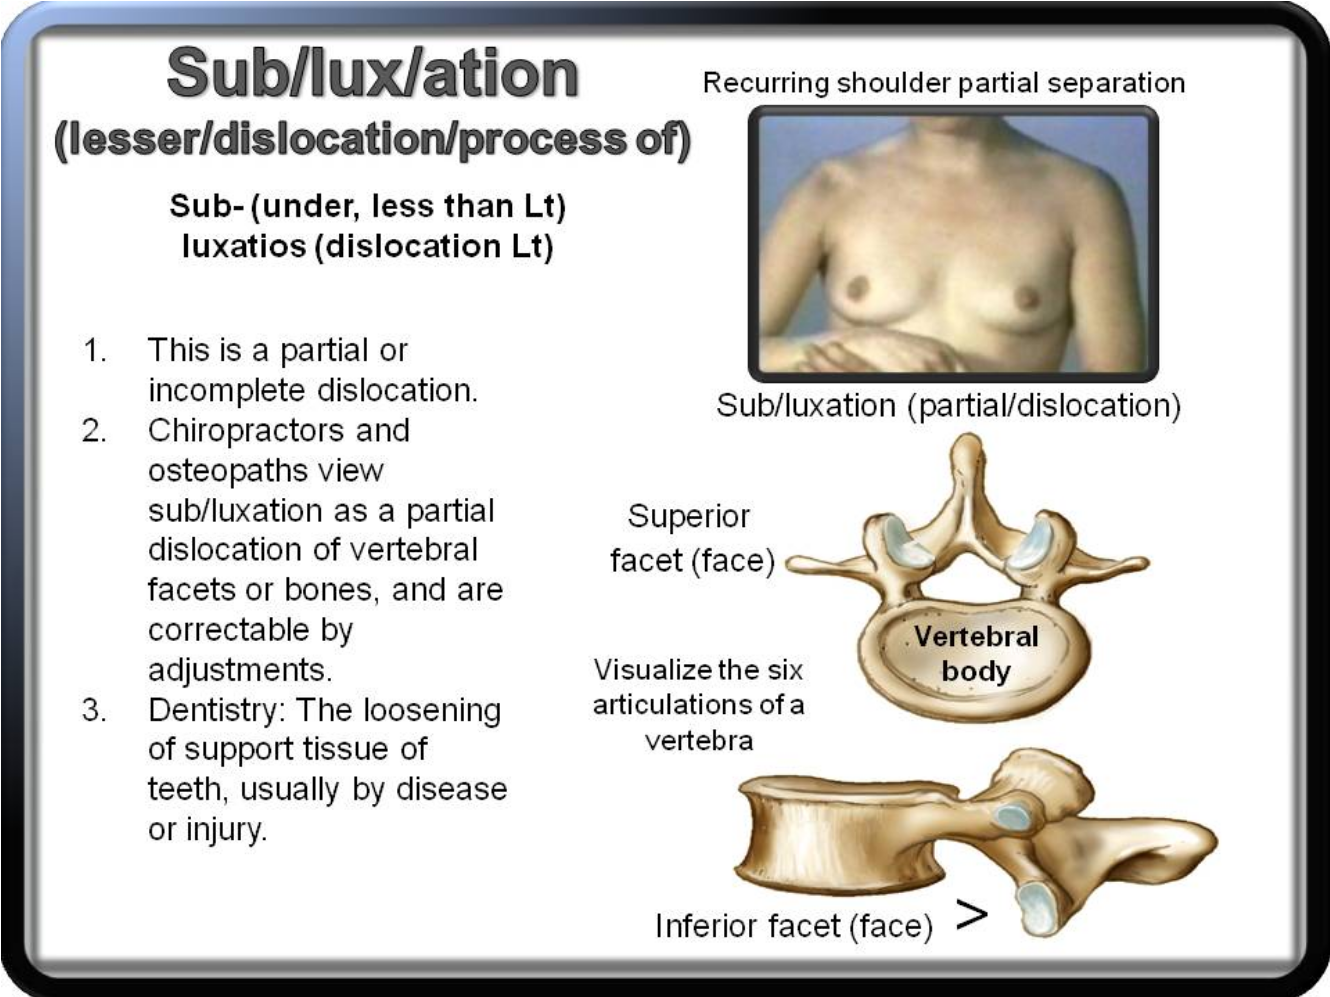 Sub/lux/ation
(lesser/dislocation/process of)
Sub- (under, less than Lt)
luxatios (dislocation Lt)
1. This is a partial or
incomplete dislocation.
2. Chiropractors and
osteopaths view
sub/luxation as a partial
dislocation of vertebral
facets or bones, and are
correctable by
adjustments.
3. Dentistry: The loosening
of support tissue of
teeth, usually by disease
or injury.
Recurring shoulder partial separation
Sub/luxation (partial/dislocation)
Superior
facet (face)
Vertebral
body
Visualize the six
articulations of a
vertebra
Inferior facet (face) >